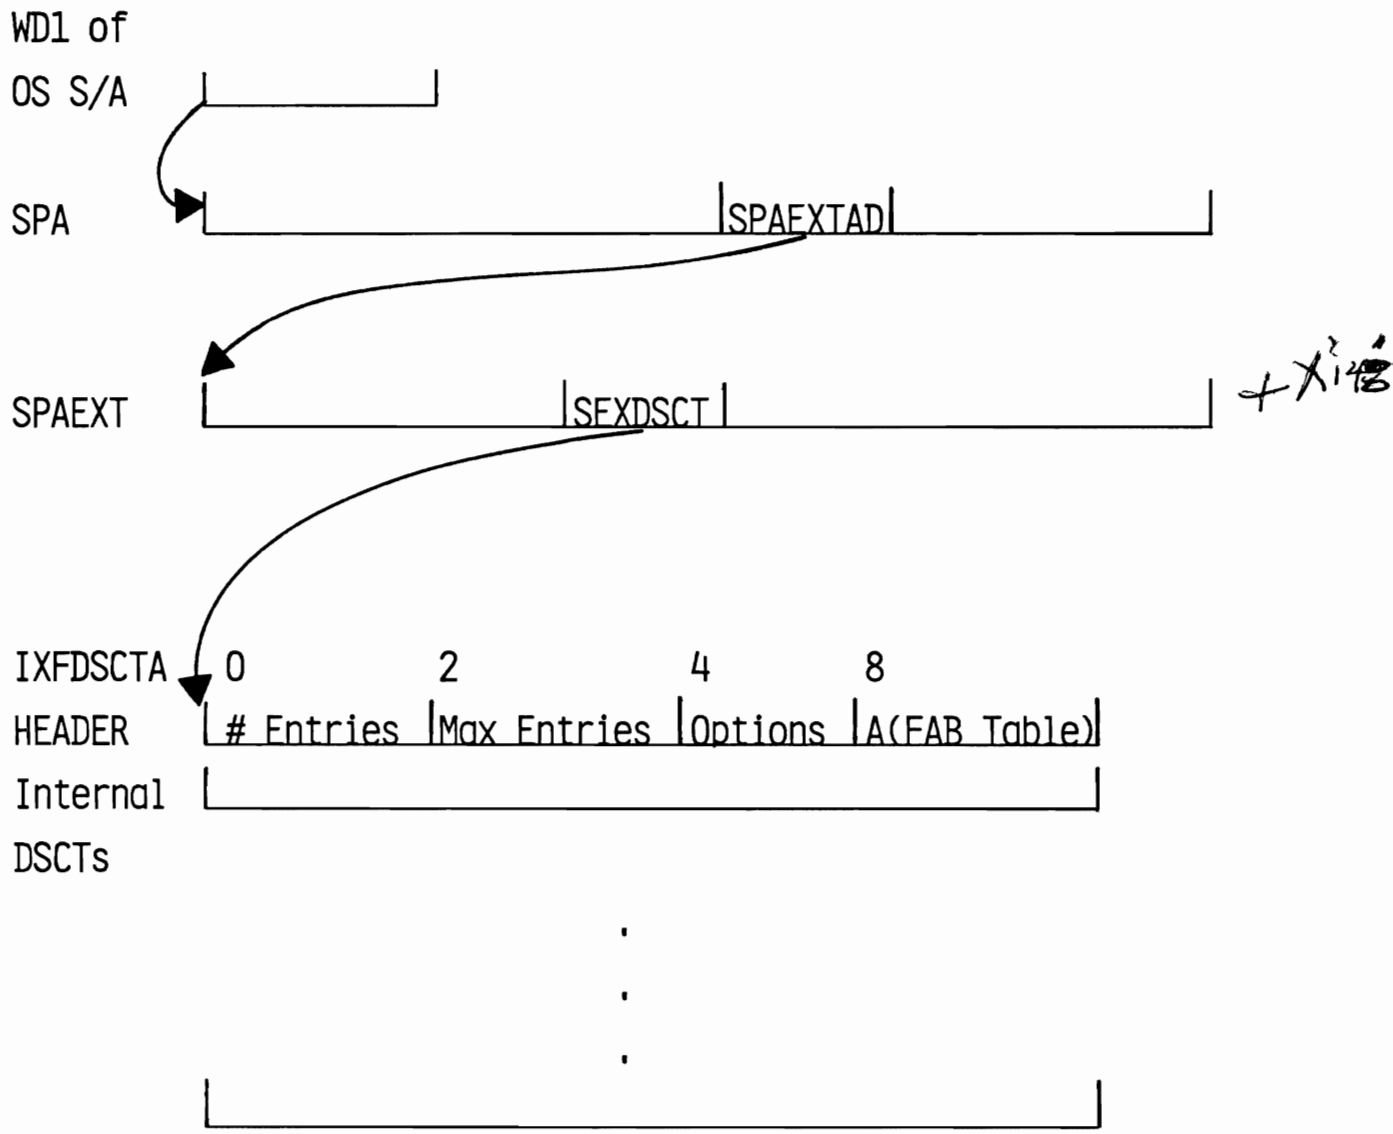 WD1 of
OS S/A
SPA SPAEXTAD
SPAEXT SEXDSCT
IXFDSCTA 0 2 4 8
HEADER # Entries Max Entries Options A(FAB Table)
Internal
DSCTs
.
.
.